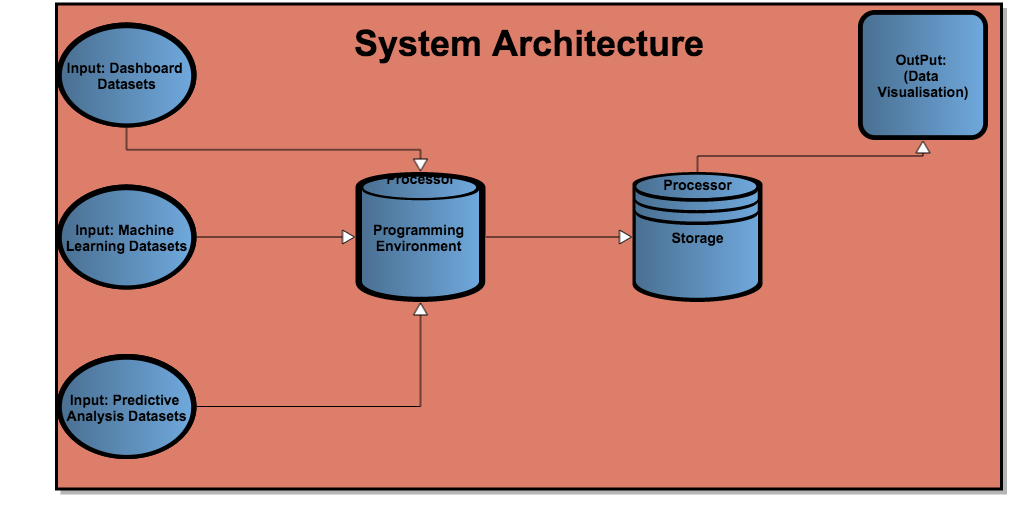 System Architecture
Input: Dashboard
Datasets
OutPut:
(Data
Visualisation)
Processor
Programming
Environment
Processor
Storage
Input: Machine
Learning Datasets
Input: Predictive
Analysis Datasets